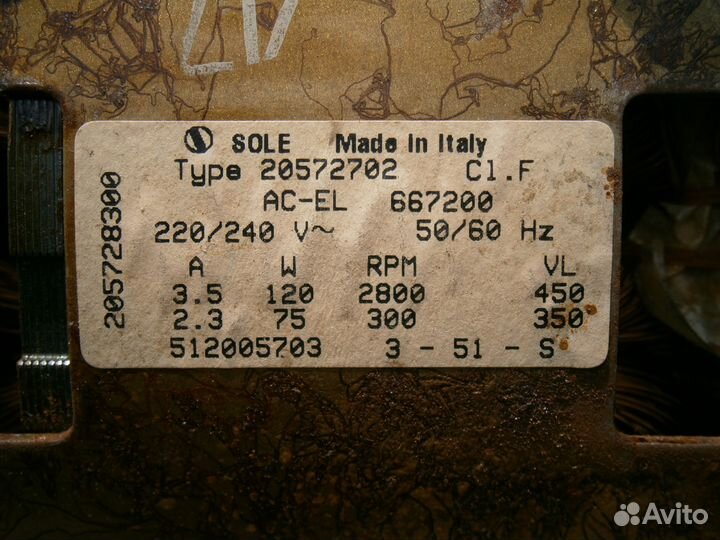 SOLE Made In Italy
Type 20572702 Cl.F
AC-EL 667200
220/240 V~ 50/60 Hz
A W RPM VL
3.5 120 2800 450
2.3 75 300 350
512005703 3 - 51 - S
205728300
Avito